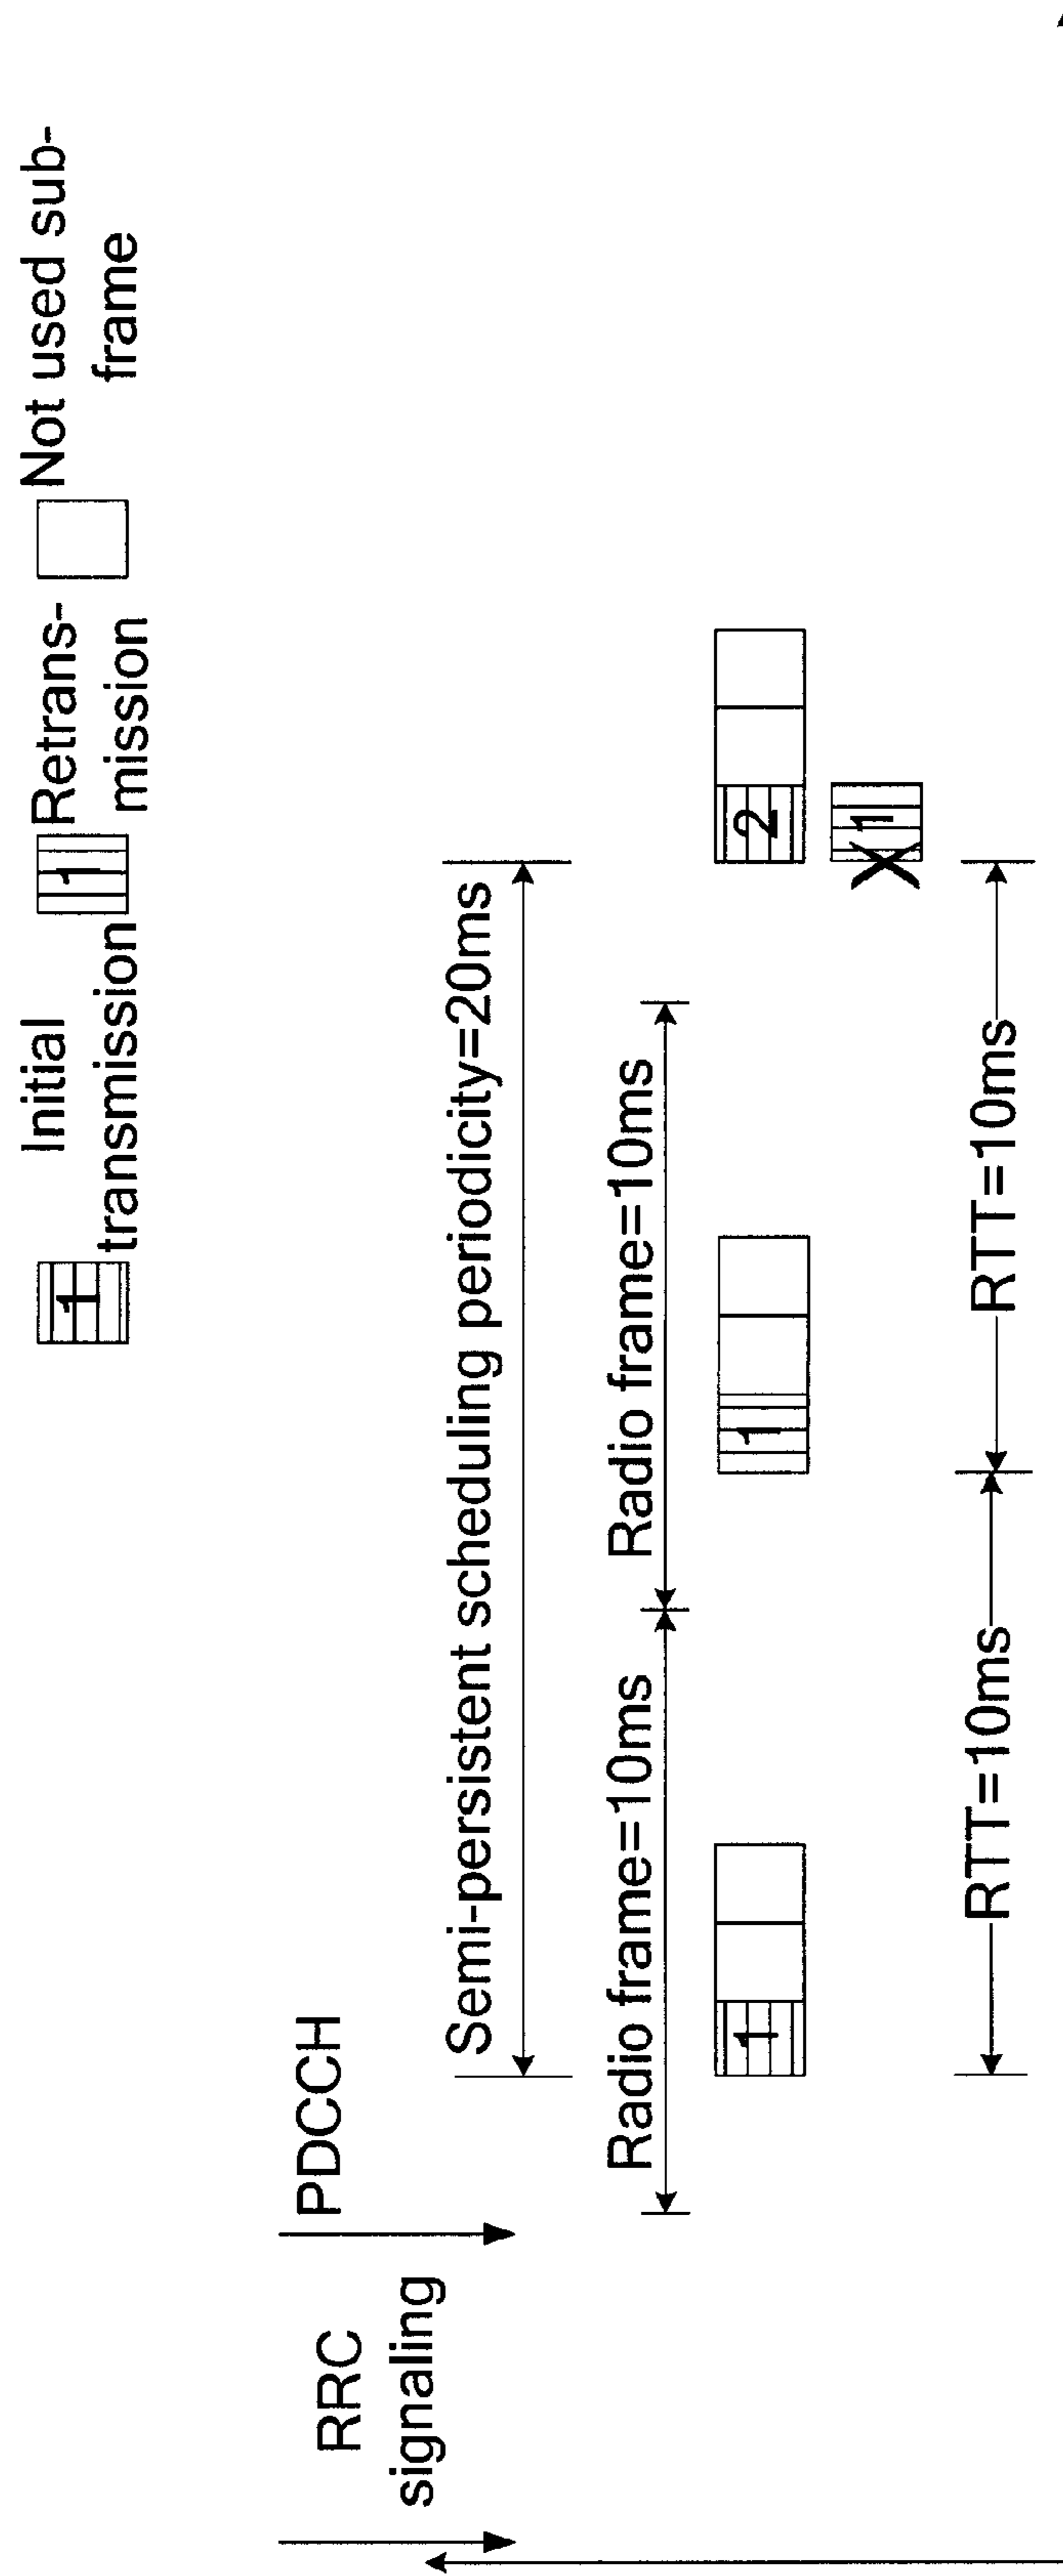 Initial
transmission
Retrans-
mission
Not used sub-
frame
1
1
RRC
signaling
PDCCH
Semi-persistent scheduling periodicity=20ms
Radio frame=10ms
Radio frame=10ms
1
1
2
X1
RTT=10ms
RTT=10ms